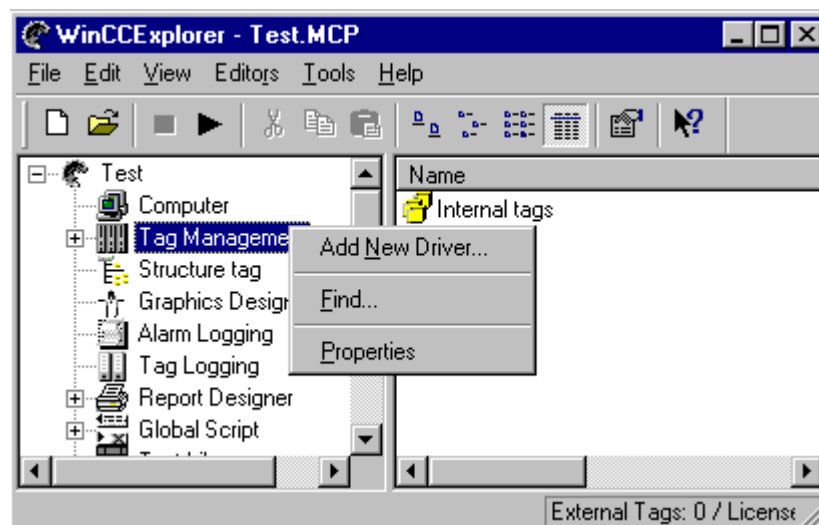 WinCCExplorer - Test.MCP
File Edit View Editors Tools Help
Test
Name
Computer
Internal tags
Tag Manageme
Add New Driver...
Structure tag
Find...
Graphics Desigr
Alarm Logging
Properties
Tag Logging
Report Designer
Global Script
External Tags: 0 / License